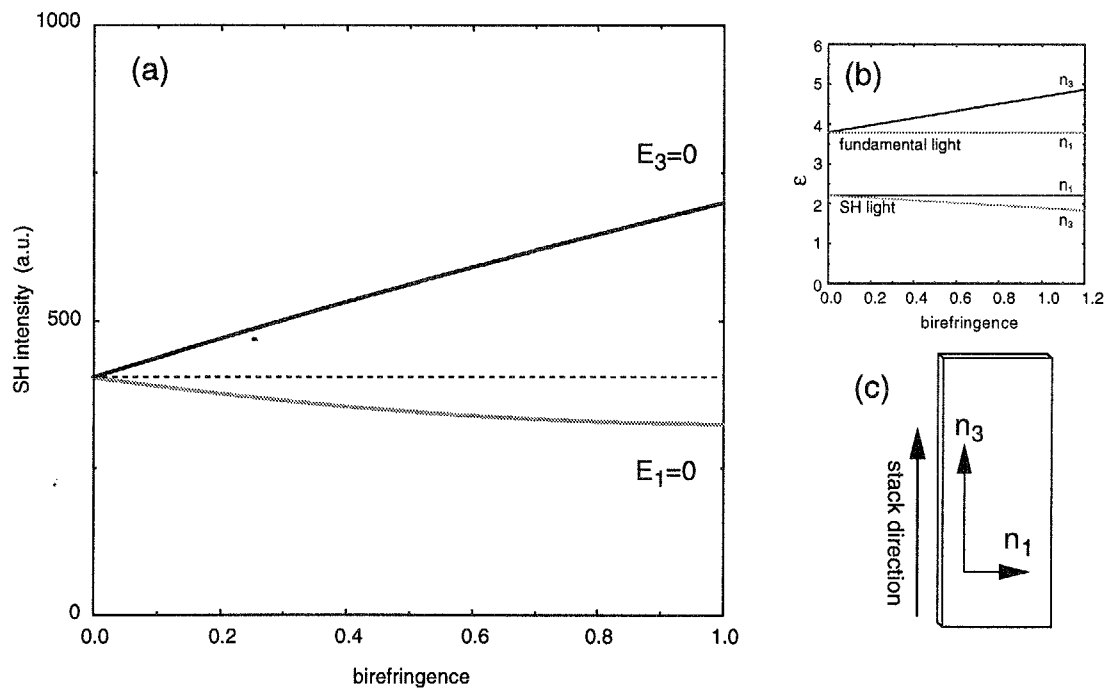 (a)
SH intensity (a.u.)
1000
500
0
0.0 0.2 0.4 0.6 0.8 1.0
birefringence
E3=0
E1=0
(b)
ε
6
5
4
3
2
1
0
0.0 0.2 0.4 0.6 0.8 1.0 1.2
birefringence
n3
fundamental light
n1
n1
SH light
n3
(c)
stack direction
n3
n1